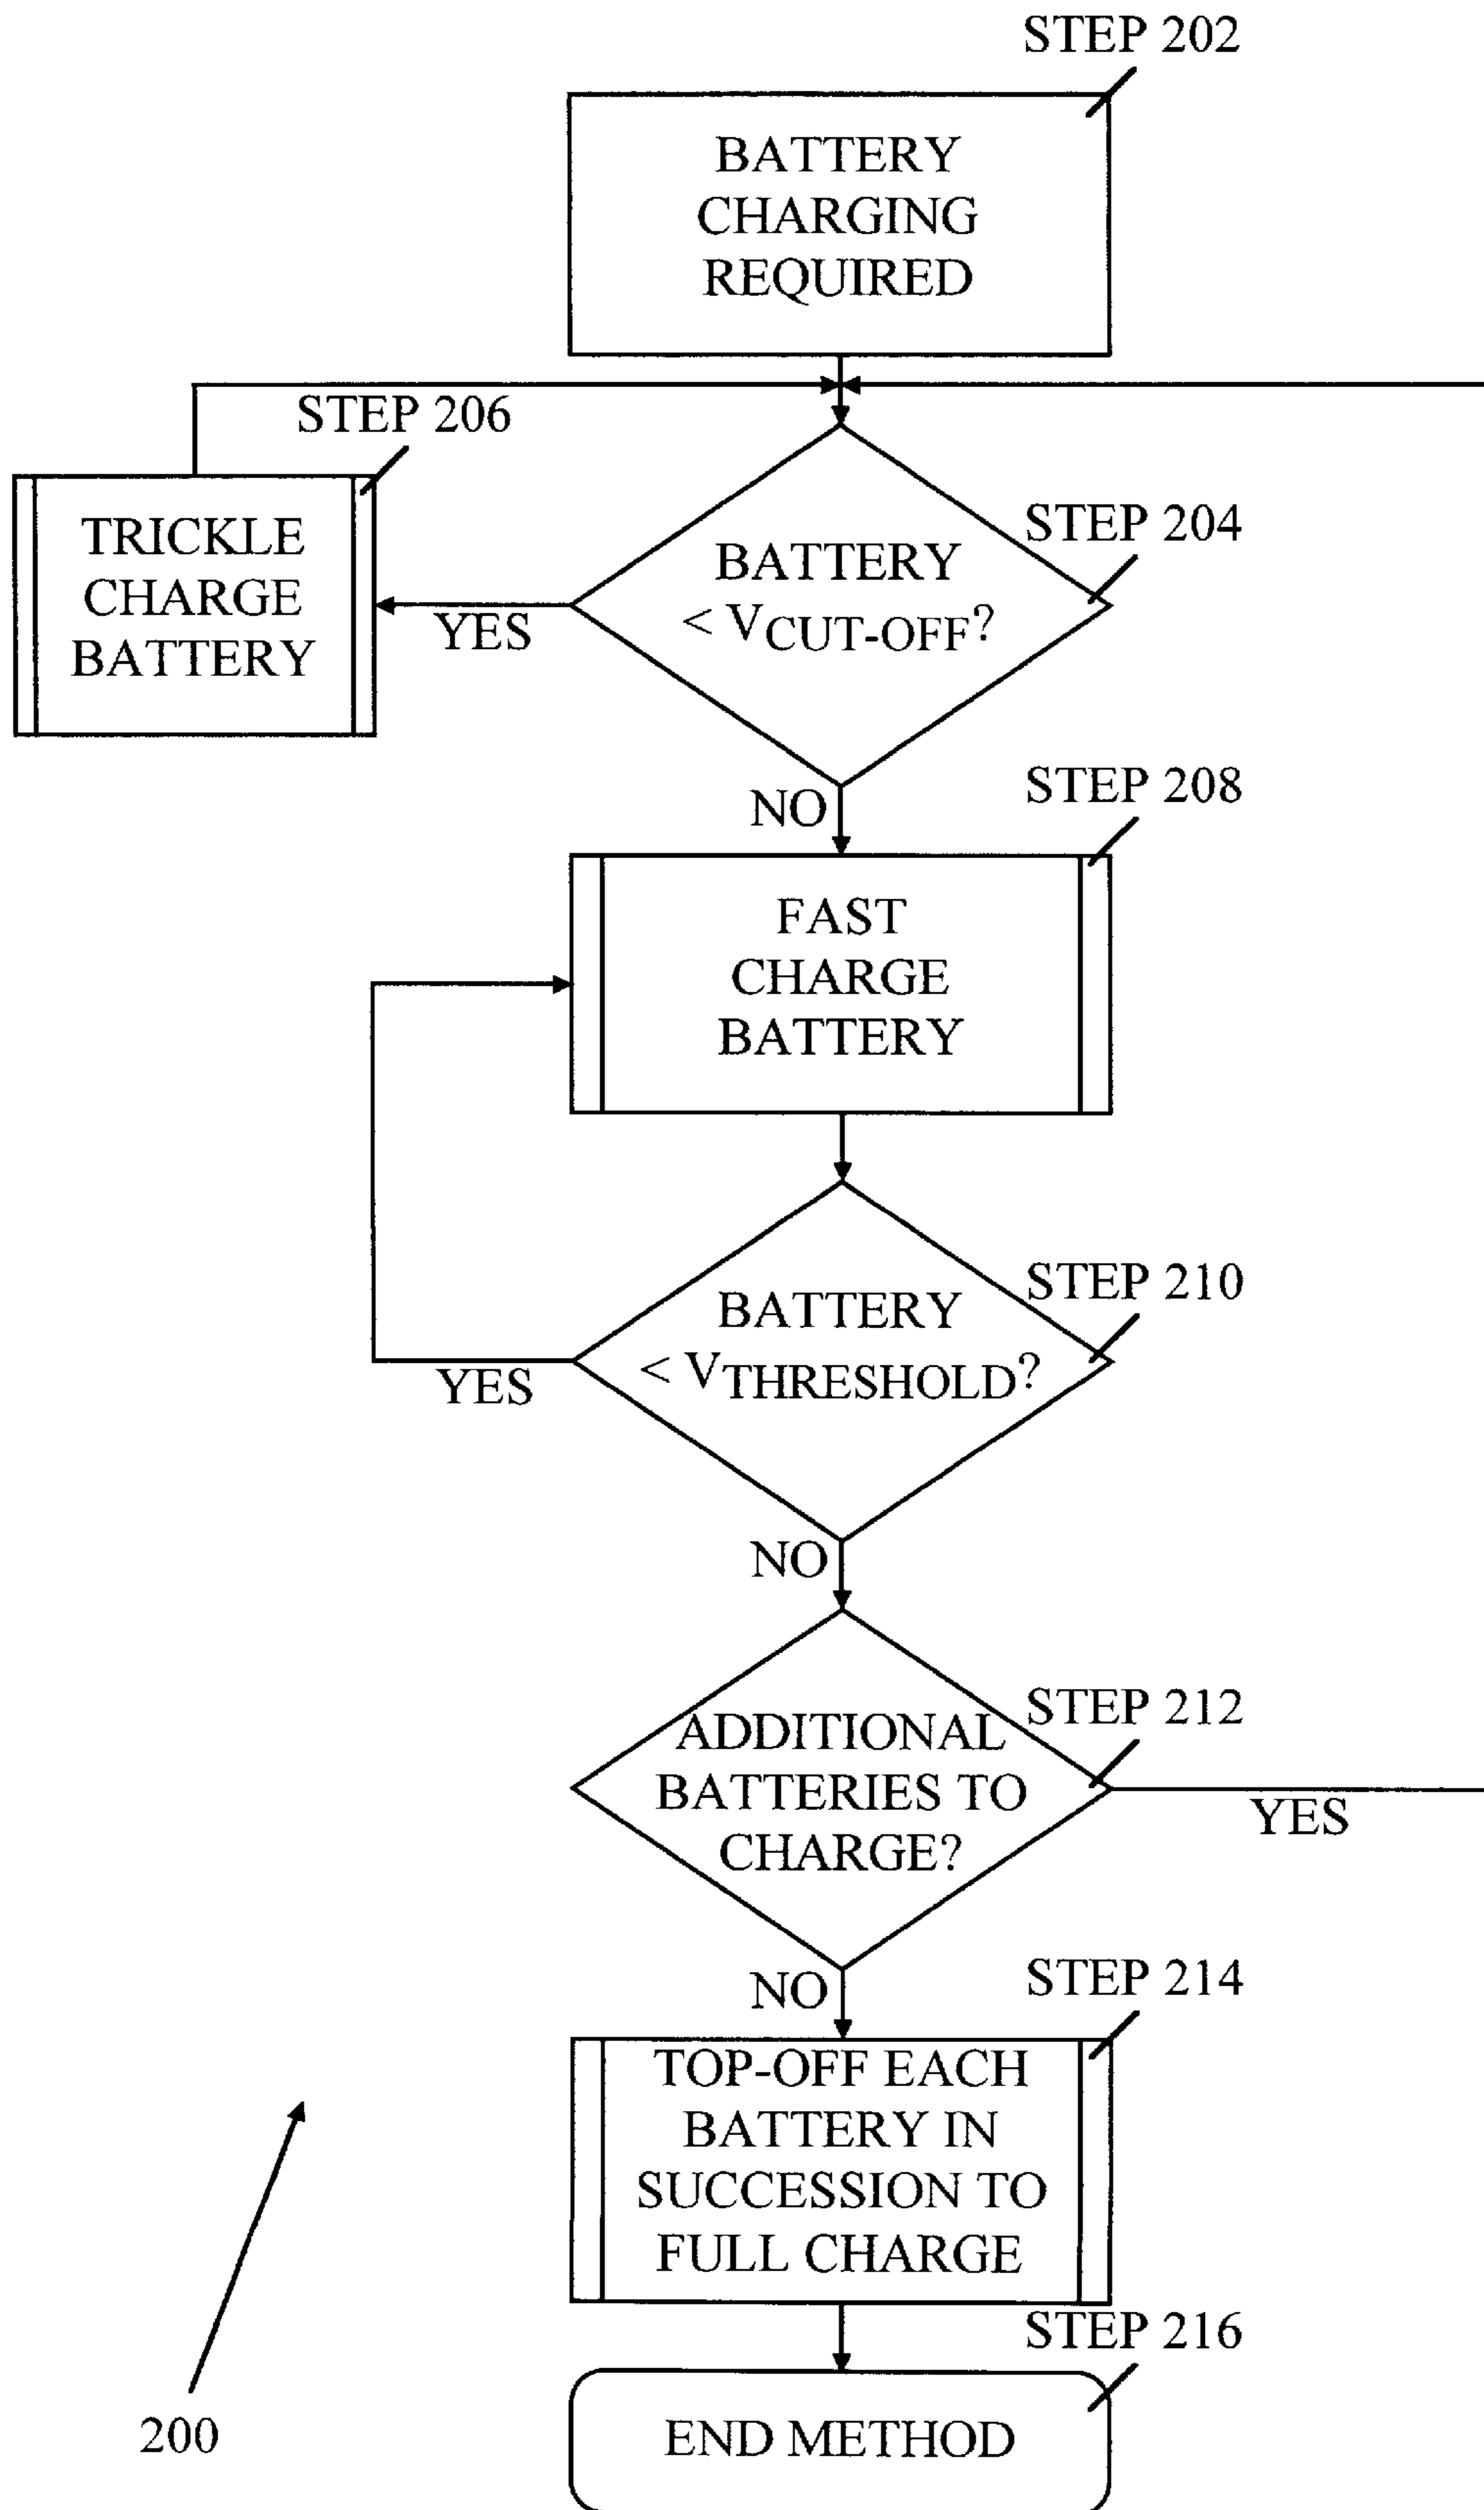 STEP 202
BATTERY
CHARGING
REQUIRED
STEP 206
TRICKLE
CHARGE
BATTERY
STEP 204
BATTERY
< VCUT-OFF?
YES
NO
STEP 208
FAST
CHARGE
BATTERY
STEP 210
BATTERY
< VTHRESHOLD?
YES
NO
STEP 212
ADDITIONAL
BATTERIES TO
CHARGE?
YES
NO
STEP 214
TOP-OFF EACH
BATTERY IN
SUCCESSION TO
FULL CHARGE
STEP 216
END METHOD
200